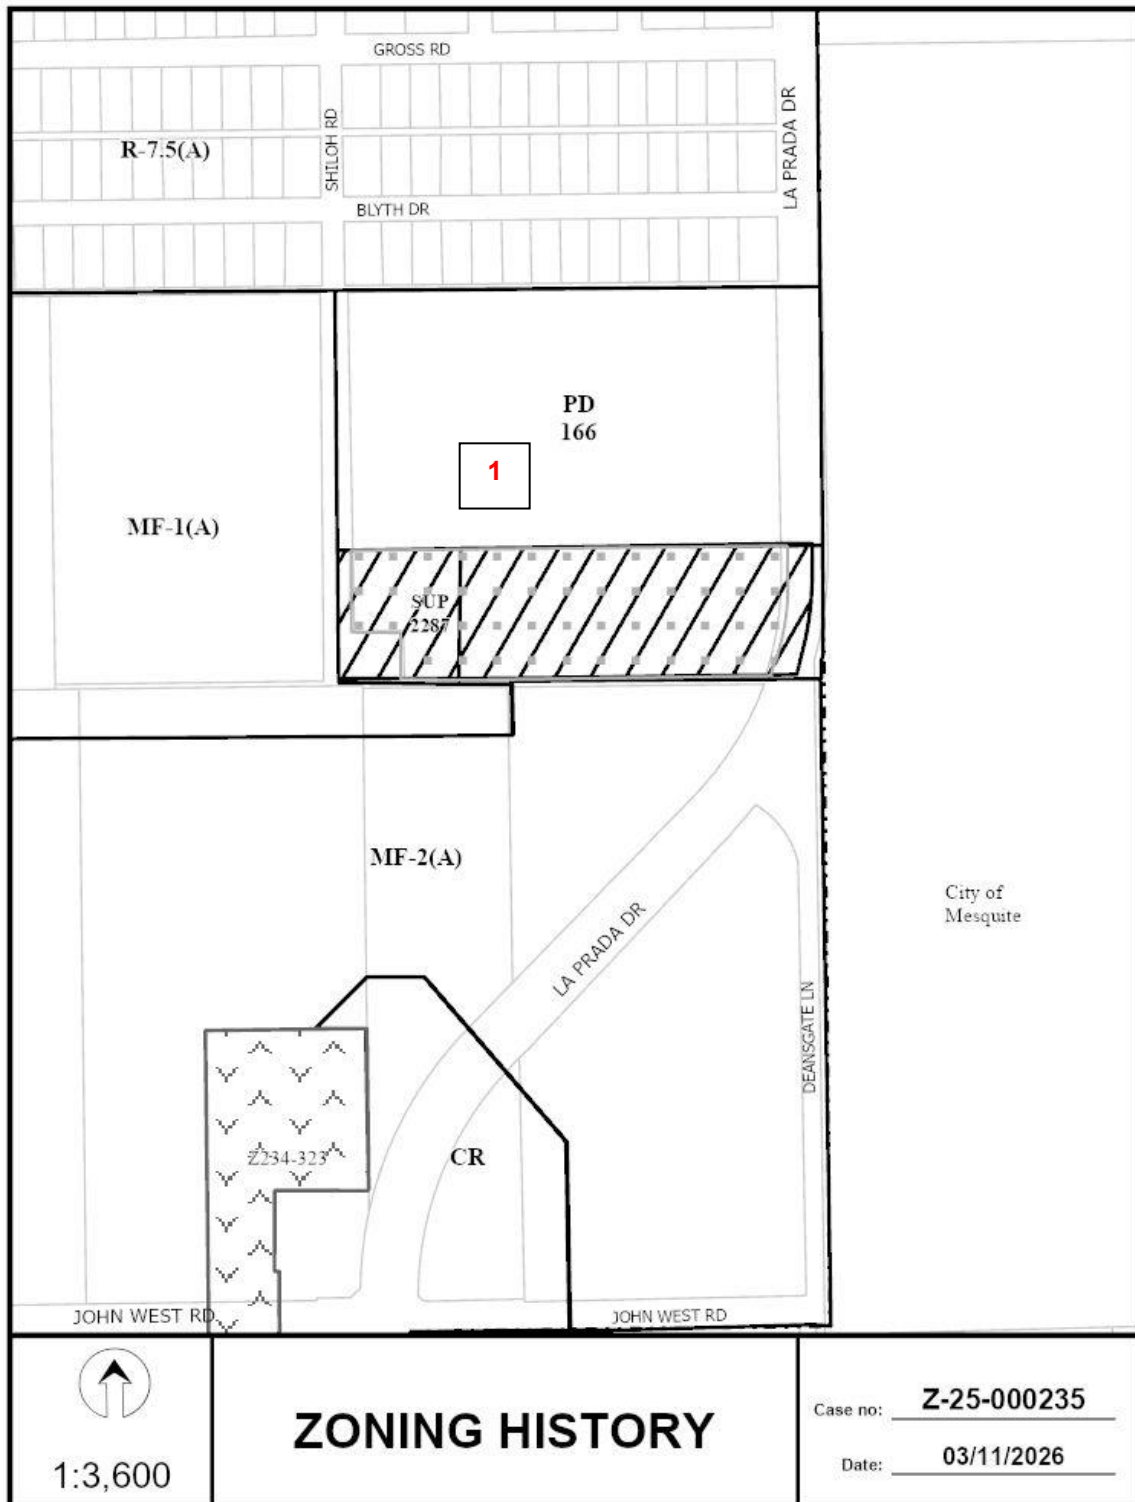 GROSS RD
R-7.5(A)
SHILOH RD
LA PRADA DR
BLYTH DR
PD
166
1
MF-1(A)
SUP
2287
MF-2(A)
City of
Mesquite
LA PRADA DR
DEANSGATE LN
Z234-323
CR
JOHN WEST RD
JOHN WEST RD
1:3,600
ZONING HISTORY
Case no: Z-25-000235
Date: 03/11/2026